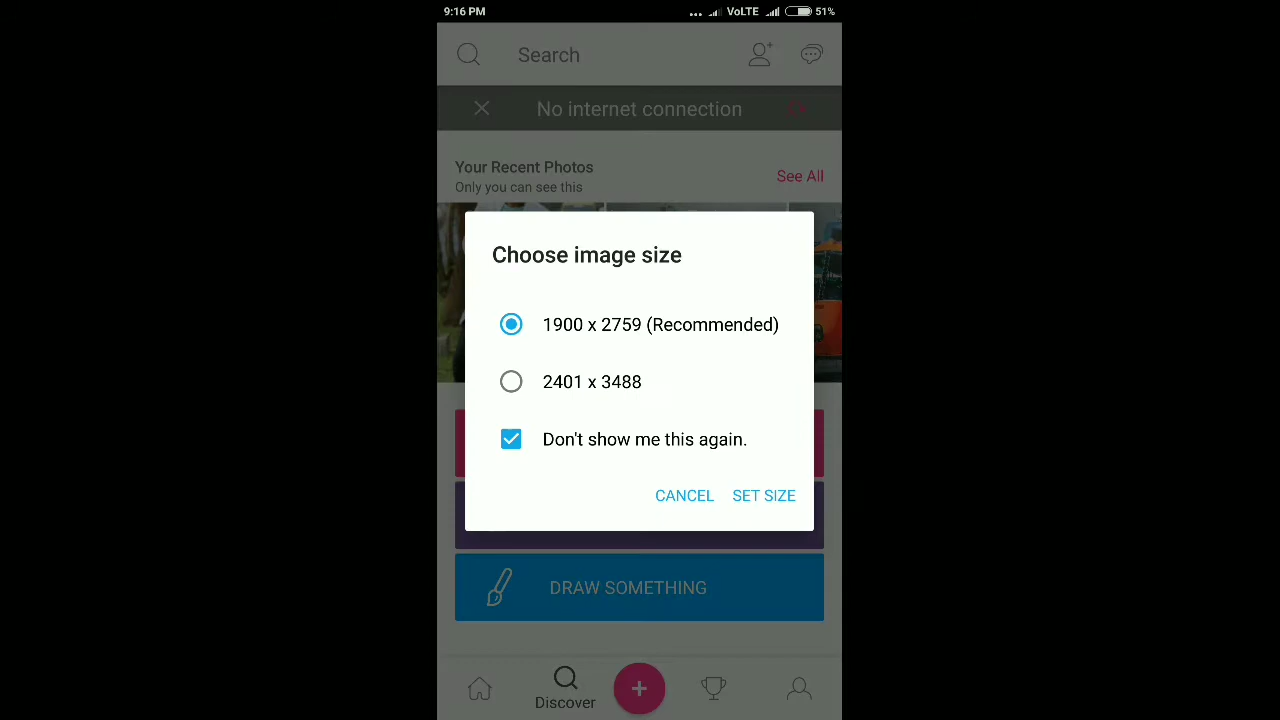 9:16 PM
VoLTE
51%
Search
No internet connection
Your Recent Photos
Only you can see this
See All
Choose image size
1900 x 2759 (Recommended)
2401 x 3488
Don't show me this again.
CANCEL
SET SIZE
DRAW SOMETHING
Discover